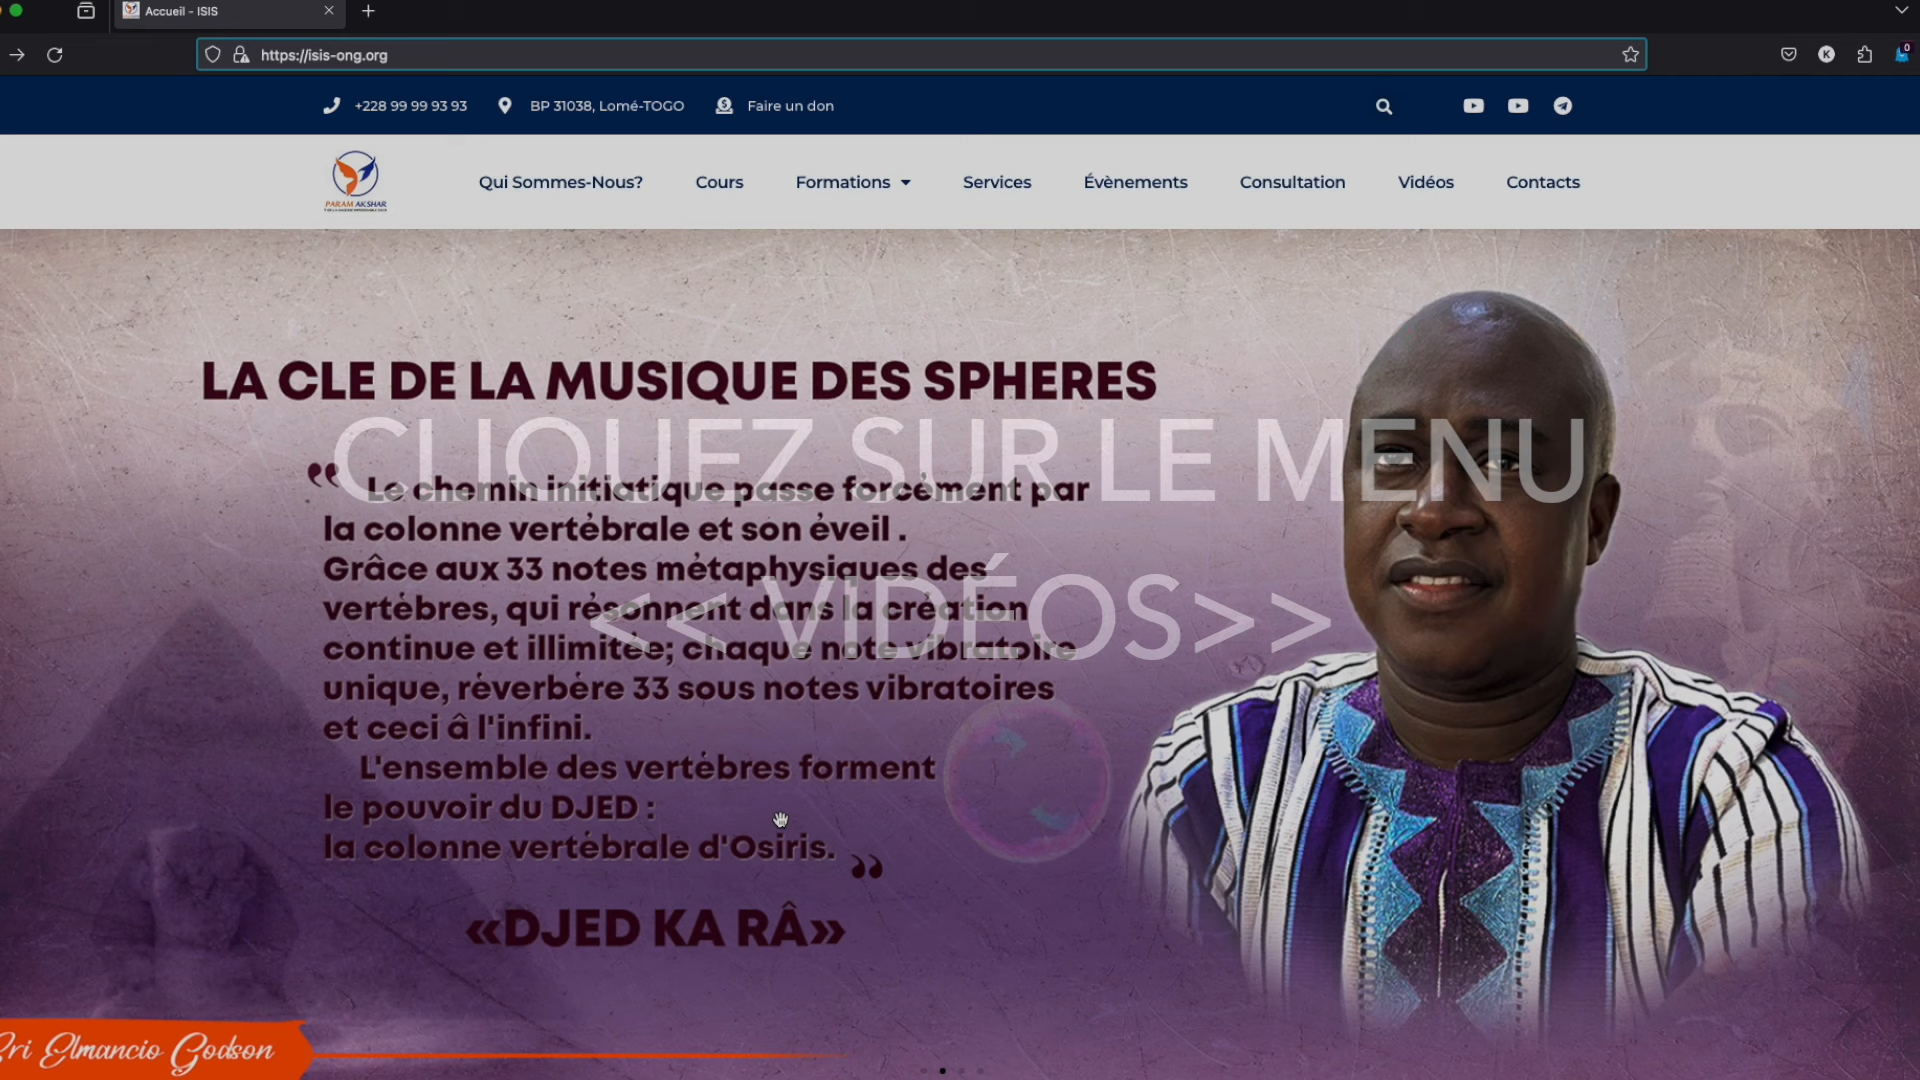 Accueil - ISIS
https://isis-ong.org
K
0
+228 99 99 93 93
BP 31038, Lomé-TOGO
Faire un don
PARAM AKSHAR
Qui Sommes-Nous?
Cours
Formations
Services
Évènements
Consultation
Vidéos
Contacts
LA CLE DE LA MUSIQUE DES SPHERES
CLIQUEZ SUR LE MENU
<< VIDÉOS>>
“ Le chemin initiatique passe forcément par
la colonne vertébrale et son éveil .
Grâce aux 33 notes métaphysiques des
vertèbres, qui résonnent dans la création
continue et illimitée; chaque note vibratoire
unique, réverbère 33 sous notes vibratoires
et ceci â l'infini.
L'ensemble des vertèbres forment
le pouvoir du DJED :
la colonne vertébrale d'Osiris. ”
«DJED KA RÂ»
Sri Elmancio Godson